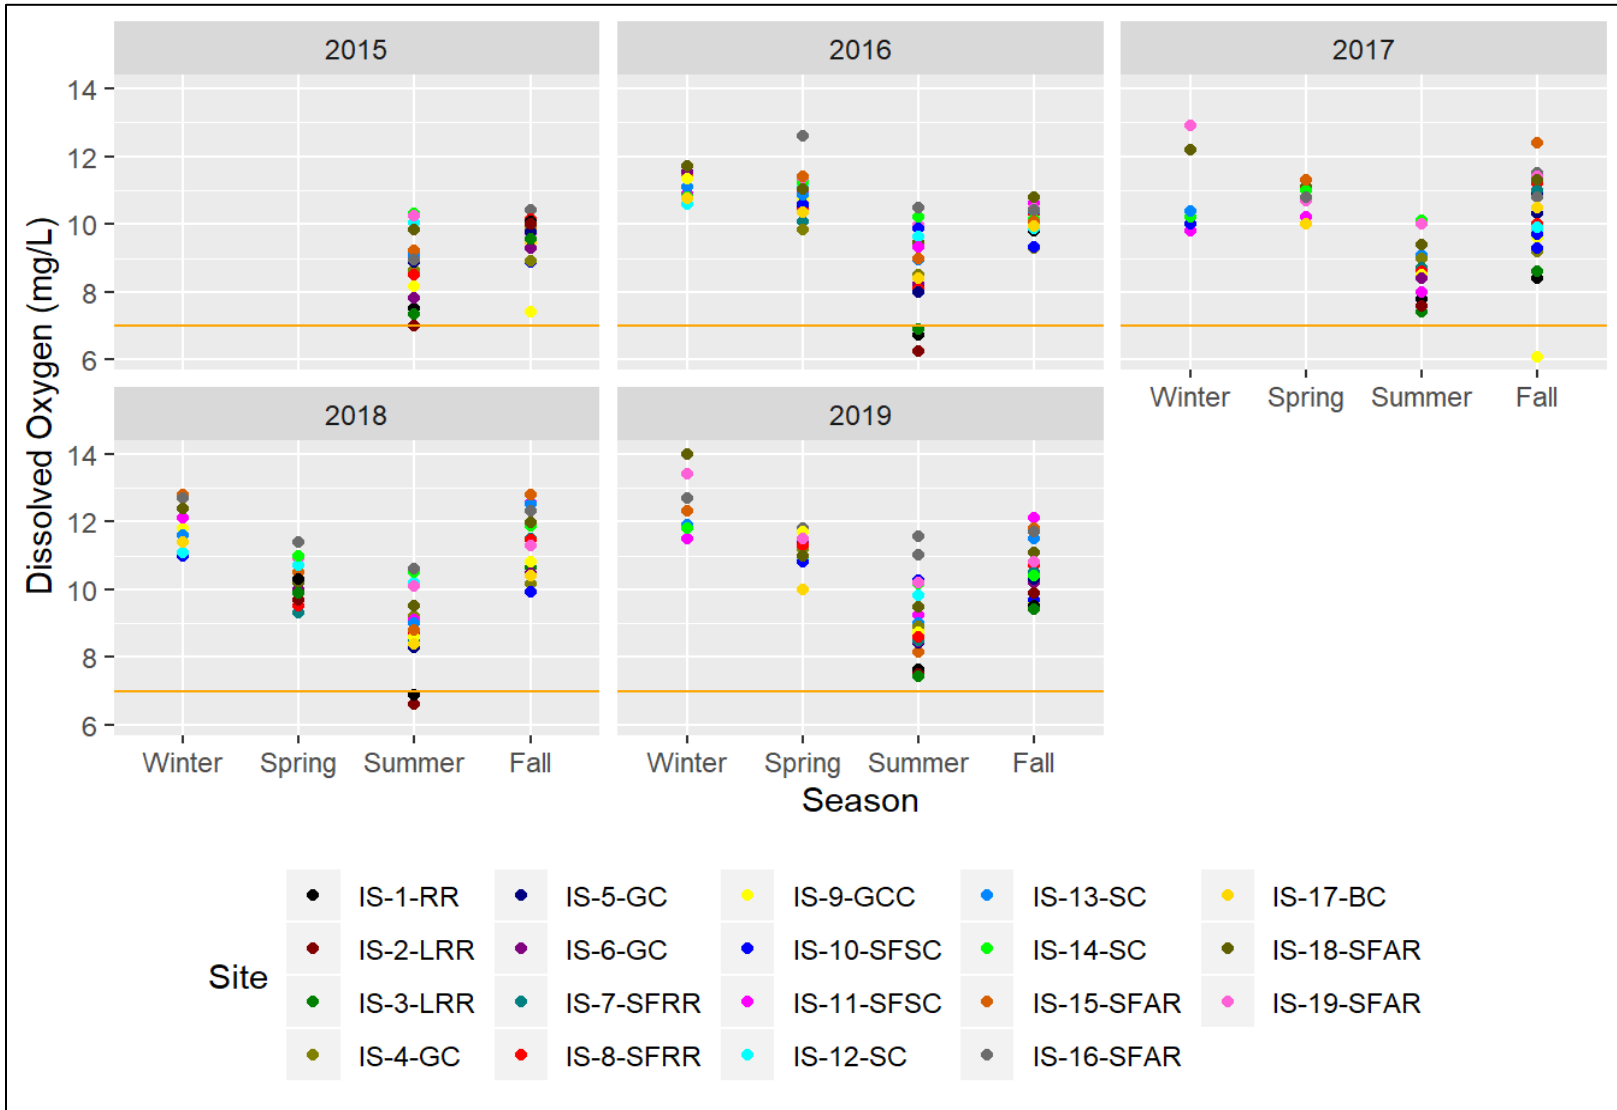 2015 2016 2017
14
12
10
8
6
Winter Spring Summer Fall
2018 2019
14
12
10
8
6
Dissolved Oxygen (mg/L)
Winter Spring Summer Fall Winter Spring Summer Fall
Season
Site
IS-1-RR IS-5-GC IS-9-GCC IS-13-SC IS-17-BC
IS-2-LRR IS-6-GC IS-10-SFSC IS-14-SC IS-18-SFAR
IS-3-LRR IS-7-SFRR IS-11-SFSC IS-15-SFAR IS-19-SFAR
IS-4-GC IS-8-SFRR IS-12-SC IS-16-SFAR